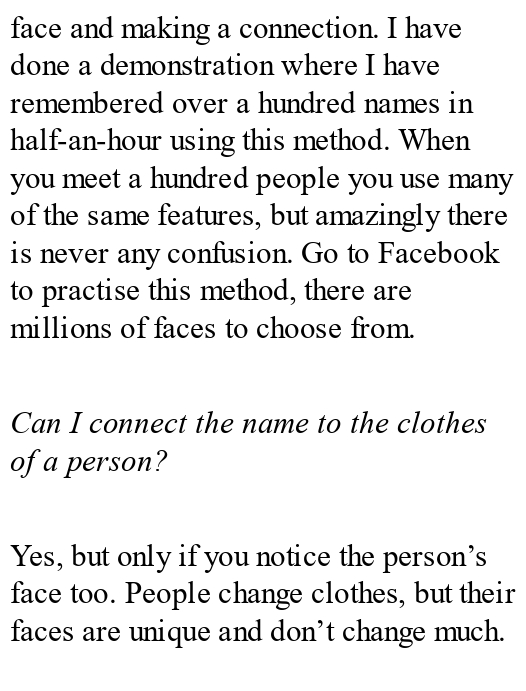 face and making a connection. I have
done a demonstration where I have
remembered over a hundred names in
half-an-hour using this method. When
you meet a hundred people you use many
of the same features, but amazingly there
is never any confusion. Go to Facebook
to practise this method, there are
millions of faces to choose from.
Can I connect the name to the clothes
of a person?
Yes, but only if you notice the person’s
face too. People change clothes, but their
faces are unique and don’t change much.